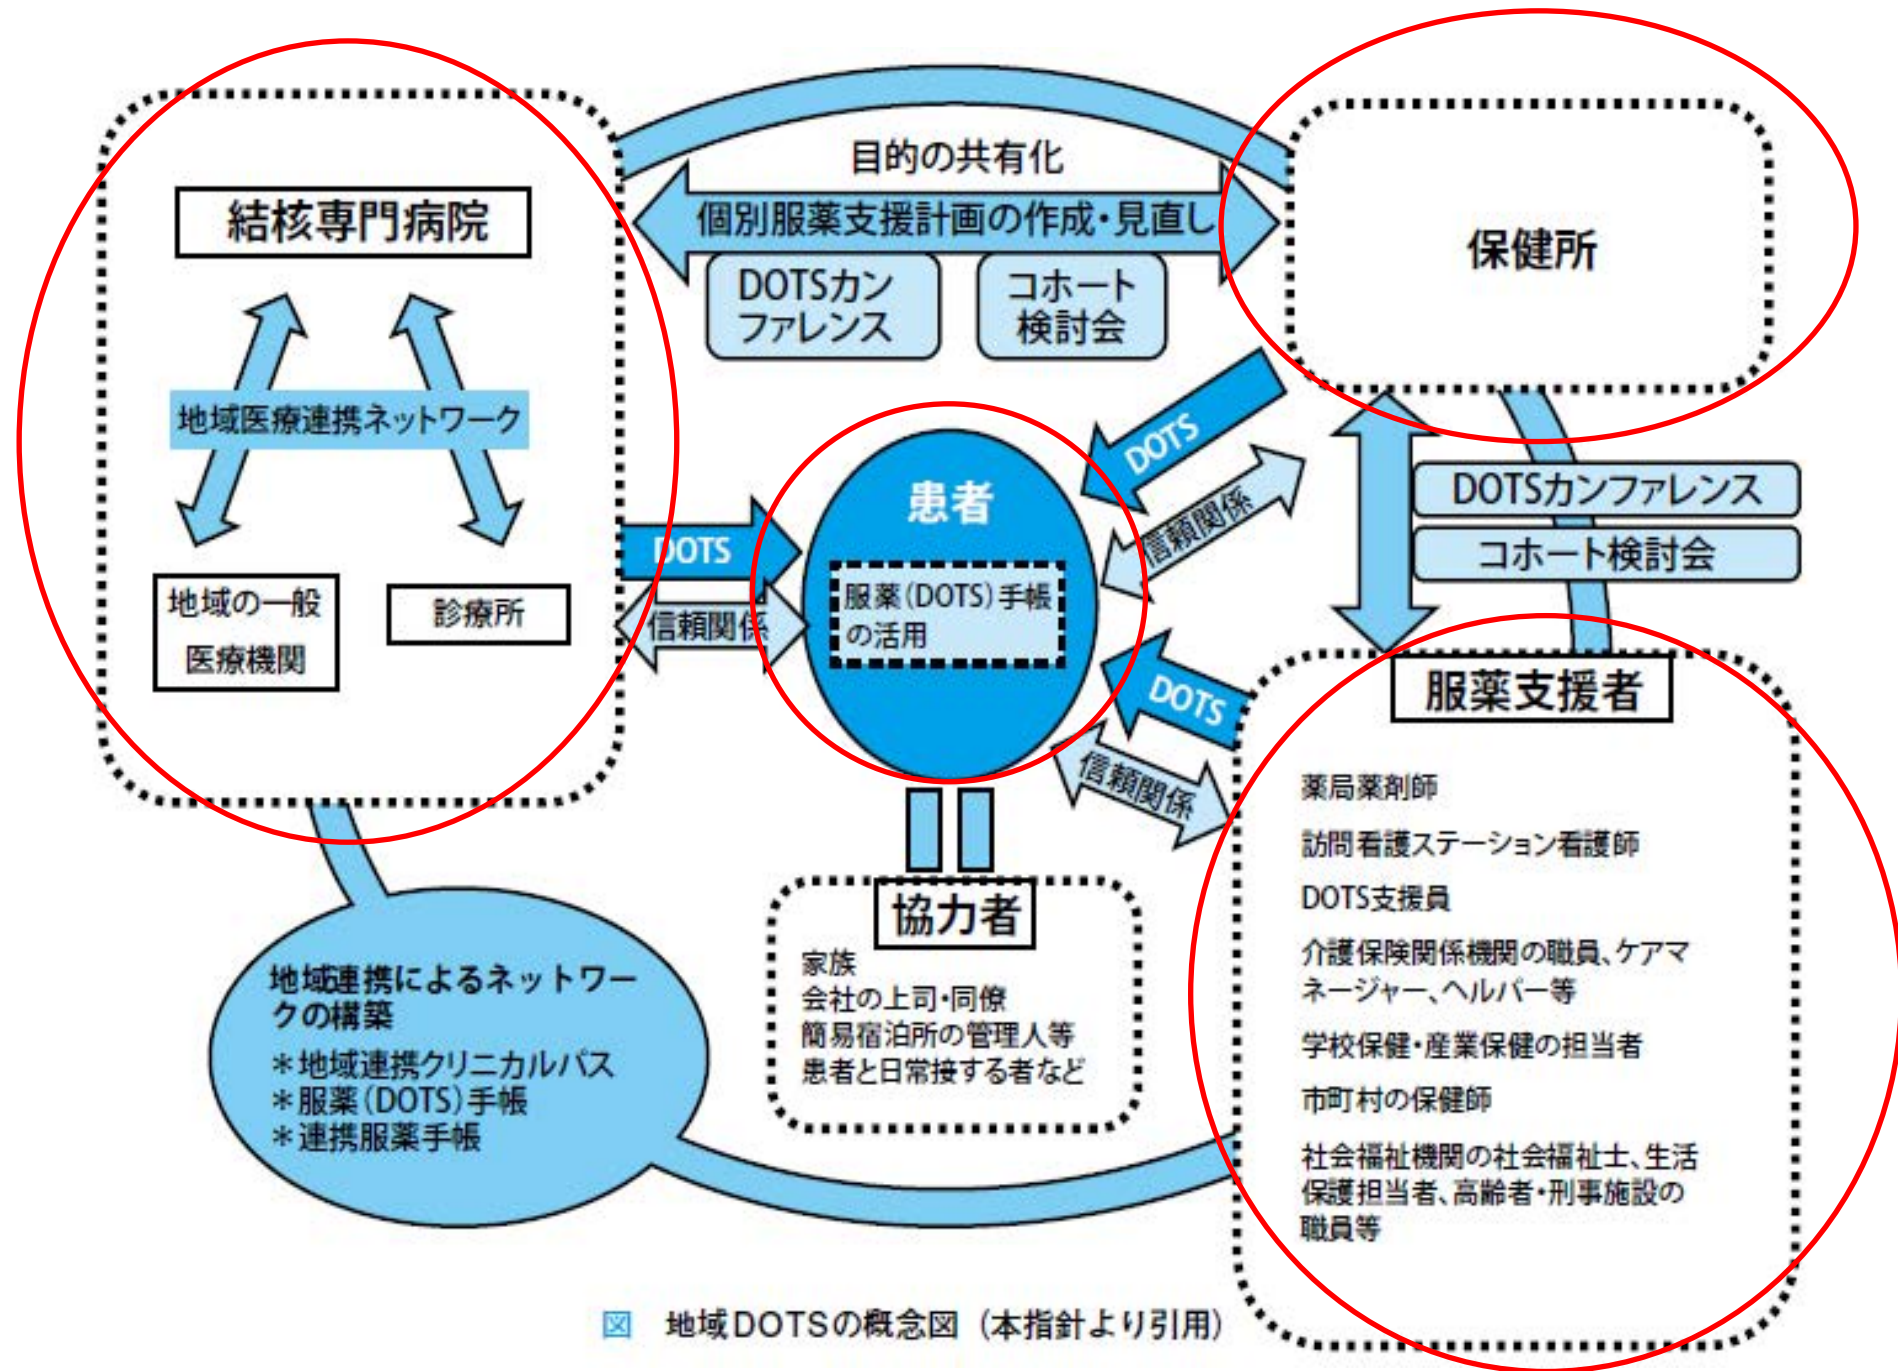 目的の共有化
個別服薬支援計画の作成・見直し
DOTSカン
ファレンス
コホート
検討会
結核専門病院
地域医療連携ネットワーク
地域の一般
医療機関
診療所
保健所
DOTS
信頼関係
DOTS
信頼関係
患者
服薬(DOTS)手帳
の活用
DOTSカンファレンス
コホート検討会
DOTS
信頼関係
服薬支援者
薬局薬剤師
訪問看護ステーション看護師
DOTS支援員
介護保険関係機関の職員、ケアマ
ネージャー、ヘルパー等
学校保健・産業保健の担当者
市町村の保健師
社会福祉機関の社会福祉士、生活
保護担当者、高齢者・刑事施設の
職員等
協力者
家族
会社の上司・同僚
簡易宿泊所の管理人等
患者と日常接する者など
地域連携によるネットワー
クの構築
＊地域連携クリニカルパス
＊服薬(DOTS)手帳
＊連携服薬手帳
図 地域DOTSの概念図（本指針より引用）